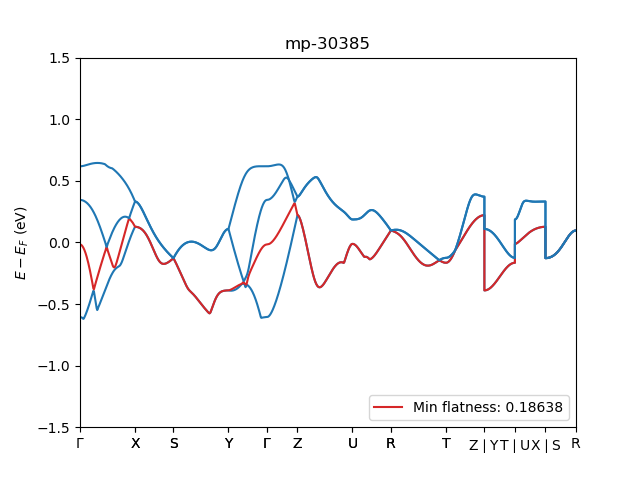 mp-30385
1.5
1.0
0.5
0.0
−0.5
−1.0
−1.5
E − E_F (eV)
Min flatness: 0.18638
Γ X S Y Γ Z U R T Z | Y T | U X | S R